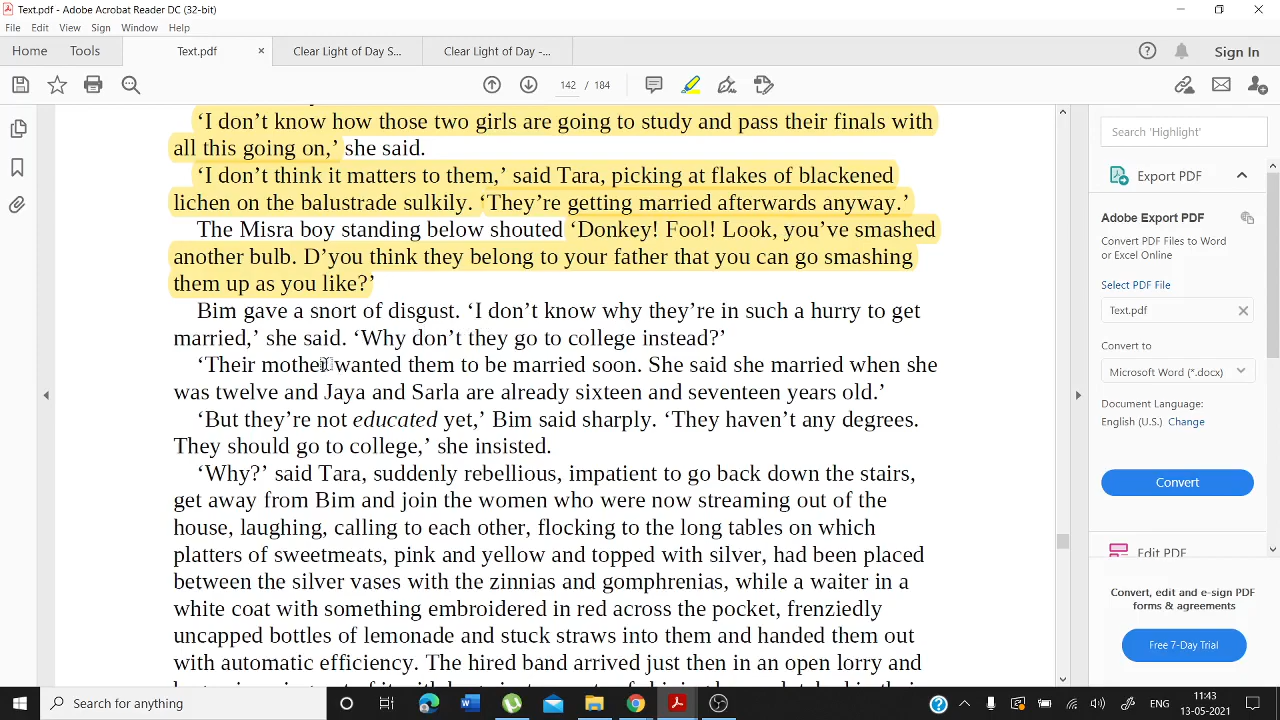 Text.pdf - Adobe Acrobat Reader DC (32-bit)
File Edit View Sign Window Help
Home Tools Text.pdf × Clear Light of Day S... Clear Light of Day -... Sign In
142 / 184
‘I don’t know how those two girls are going to study and pass their finals with
all this going on,’ she said.
‘I don’t think it matters to them,’ said Tara, picking at flakes of blackened
lichen on the balustrade sulkily. ‘They’re getting married afterwards anyway.’
The Misra boy standing below shouted ‘Donkey! Fool! Look, you’ve smashed
another bulb. D’you think they belong to your father that you can go smashing
them up as you like?’
Bim gave a snort of disgust. ‘I don’t know why they’re in such a hurry to get
married,’ she said. ‘Why don’t they go to college instead?’
‘Their mother wanted them to be married soon. She said she married when she
was twelve and Jaya and Sarla are already sixteen and seventeen years old.’
‘But they’re not educated yet,’ Bim said sharply. ‘They haven’t any degrees.
They should go to college,’ she insisted.
‘Why?’ said Tara, suddenly rebellious, impatient to go back down the stairs,
get away from Bim and join the women who were now streaming out of the
house, laughing, calling to each other, flocking to the long tables on which
platters of sweetmeats, pink and yellow and topped with silver, had been placed
between the silver vases with the zinnias and gomphrenias, while a waiter in a
white coat with something embroidered in red across the pocket, frenziedly
uncapped bottles of lemonade and stuck straws into them and handed them out
with automatic efficiency. The hired band arrived just then in an open lorry and
Search 'Highlight'
Export PDF
Adobe Export PDF
Convert PDF Files to Word
or Excel Online
Select PDF File
Text.pdf
Convert to
Microsoft Word (*.docx)
Document Language:
English (U.S.) Change
Convert
Edit PDF
Convert, edit and e-sign PDF
forms & agreements
Free 7-Day Trial
Search for anything
ENG
11:43
13-05-2021